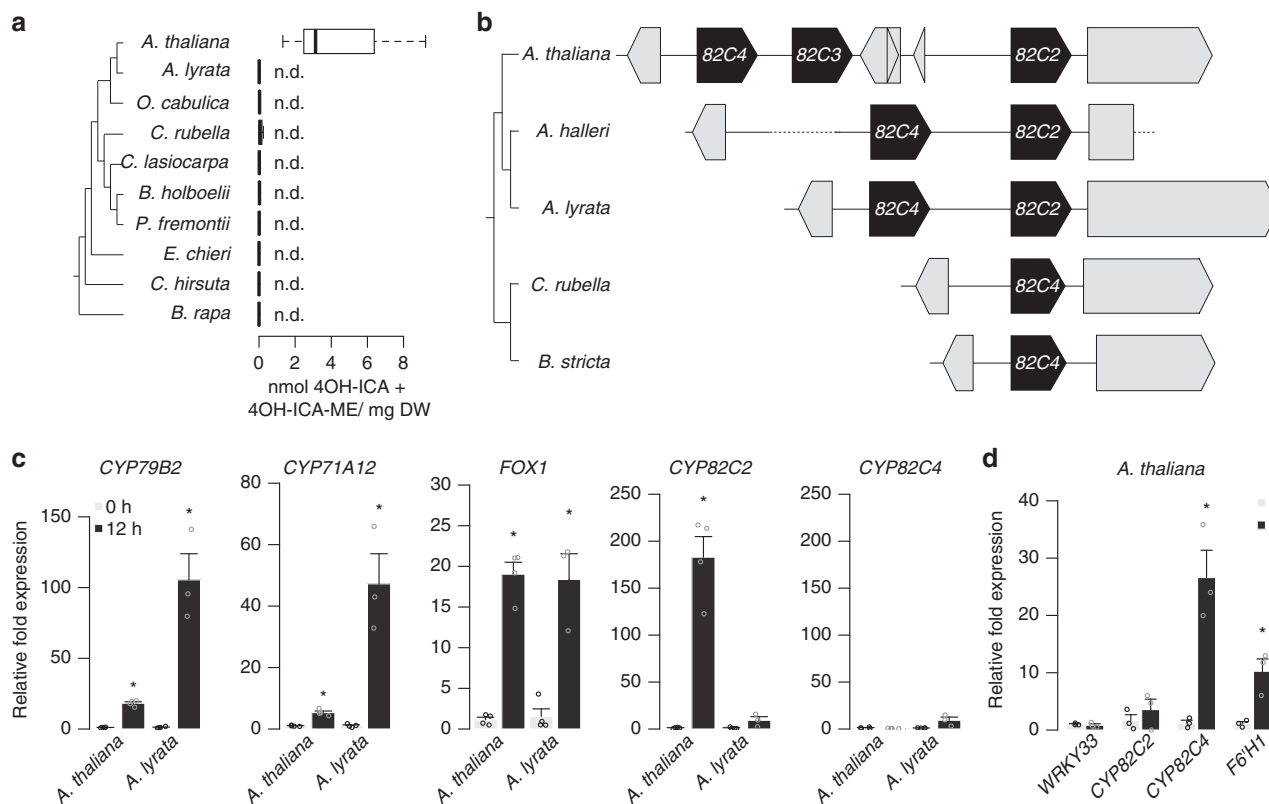 a
A. thaliana
A. lyrata n.d.
O. cabulica n.d.
C. rubella n.d.
C. lasiocarpa n.d.
B. holboelii n.d.
P. fremontii n.d.
E. chieri n.d.
C. hirsuta n.d.
B. rapa n.d.
0 2 4 6 8
nmol 4OH-ICA +
4OH-ICA-ME/ mg DW
b
A. thaliana 82C4 82C3 82C2
A. halleri 82C4 82C2
A. lyrata 82C4 82C2
C. rubella 82C4
B. stricta 82C4
c
Relative fold expression
0 h
12 h
CYP79B2
150
100
50
0
* *
A. thaliana A. lyrata
CYP71A12
80
60
40
20
0
* *
A. thaliana A. lyrata
FOX1
30
25
20
15
10
5
0
* *
A. thaliana A. lyrata
CYP82C2
250
200
150
100
50
0
*
A. thaliana A. lyrata
CYP82C4
250
200
150
100
50
0
A. thaliana A. lyrata
d
A. thaliana
Relative fold expression
40
30
20
10
0
* *
WRKY33 CYP82C2 CYP82C4 F6'H1